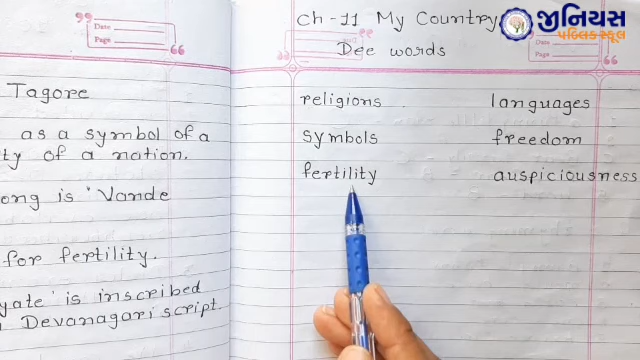 Date
Page
Tagore
as a symbol of a
ty of a nation.
ong is 'Vande
for fertility.
yate' is inscribed
Devanagari script.
Ch - 11 My Country
Dee words
religions languages
symbols freedom
fertility auspiciousness
જીનિયસ
પબ્લિક સ્કૂલ
Date
Page